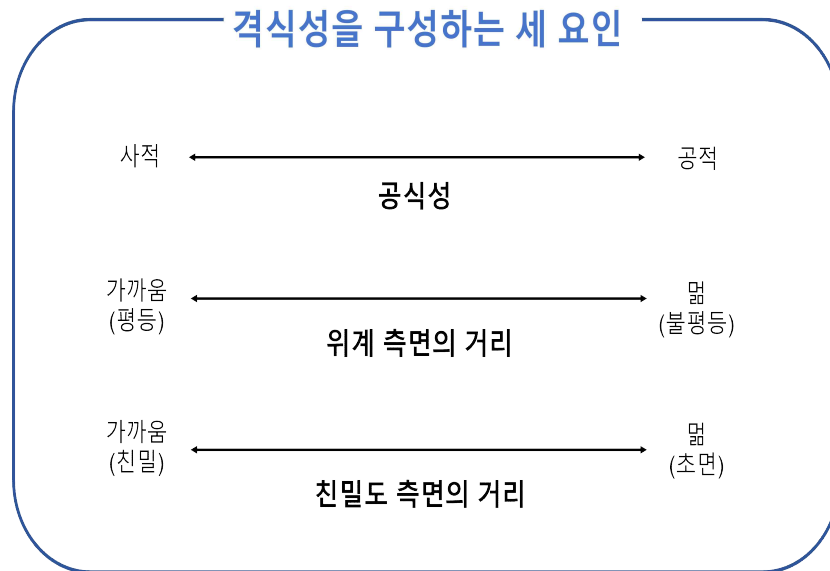 격식성을 구성하는 세 요인
사적
공적
공식성
가까움
(평등)
멂
(불평등)
위계 측면의 거리
가까움
(친밀)
멂
(초면)
친밀도 측면의 거리